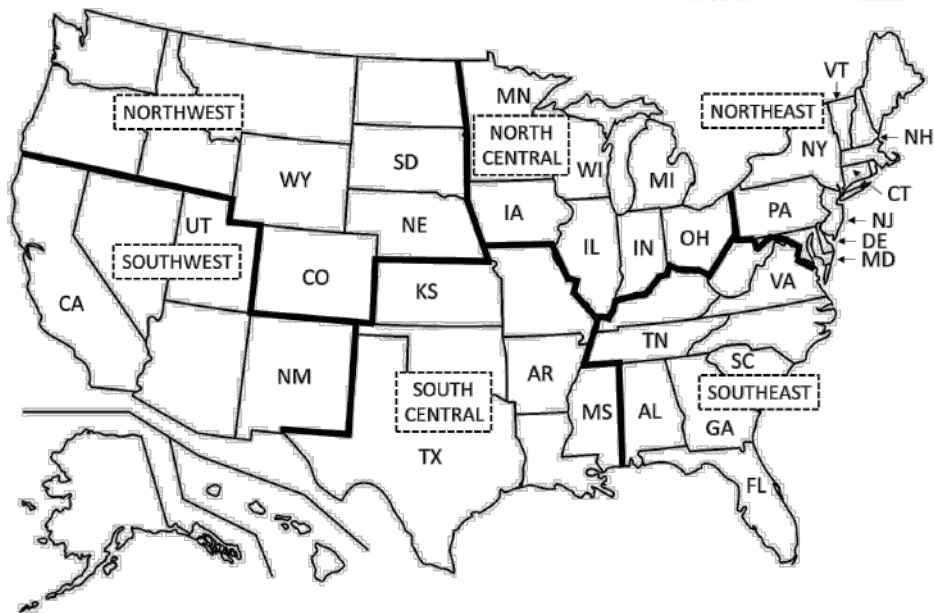 VT
MN
NORTHWEST
NORTHEAST
NORTH
CENTRAL
NH
NY
SD
WI
WY
MI
CT
IA
PA
NE
UT
NJ
IL
IN
OH
DE
SOUTHWEST
MD
CO
VA
KS
CA
TN
SC
AR
NM
SOUTH
CENTRAL
SOUTHEAST
MS
AL
GA
TX
FL